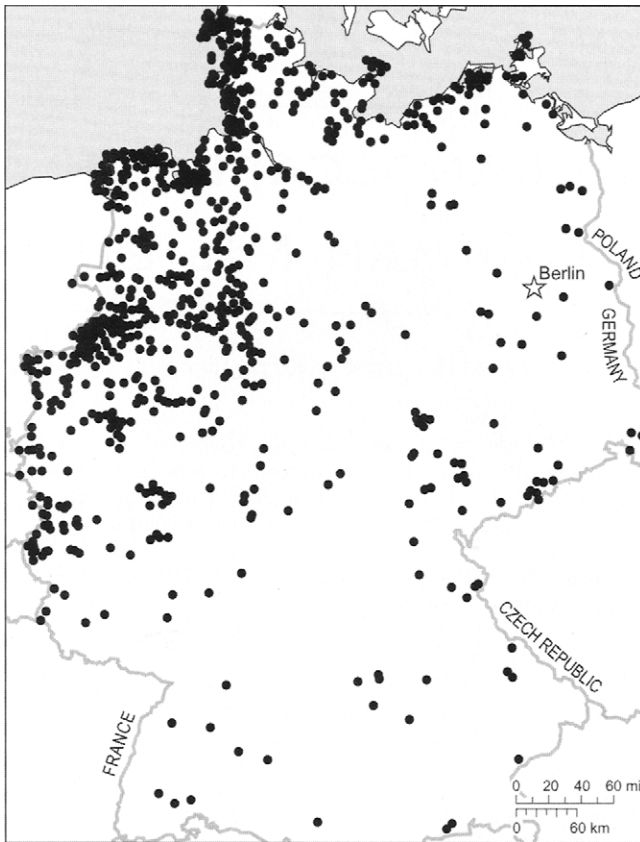 POLAND
Berlin
GERMANY
CZECH REPUBLIC
FRANCE
0 20 40 60 mi
0 60 km